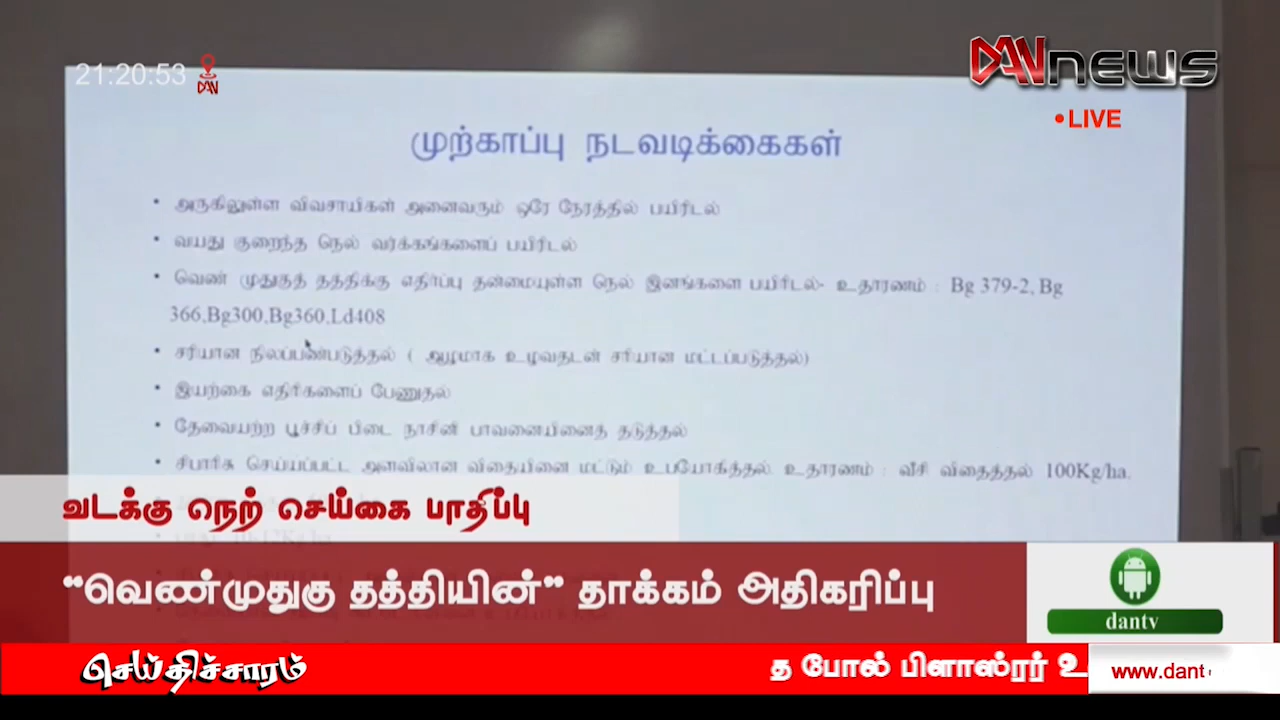 21:20:53
DAN
DAN news
LIVE
முற்காப்பு நடவடிக்கைகள்
• அருகிலுள்ள விவசாயிகள் அனைவரும் ஒரே நேரத்தில் பயிரிடல்
• வயது குறைந்த நெல் வர்க்கங்களைப் பயிரிடல்
• வெண் முதுகுத் தத்திக்கு எதிர்ப்பு தன்மையுள்ள நெல் இனங்களை பயிரிடல்- உதாரணம் : Bg 379-2, Bg
366,Bg300,Bg360,Ld408
• சரியான நிலப்பண்படுத்தல் ( ஆழமாக உழவதுடன் சரியான மட்டப்படுத்தல்)
• இயற்கை எதிரிகளைப் பேணுதல்
• தேவையற்ற பூச்சிப் பிடை நாசினி பாவனையினைத் தடுத்தல்
• சிபாரிசு செய்யப்பட்ட அளவிலான விதையினை மட்டும் உபயோகித்தல் உதாரணம் : வீசி விதைத்தல் 100Kg/ha.
வடக்கு நெற் செய்கை பாதிப்பு
“வெண்முதுகு தத்தியின்” தாக்கம் அதிகரிப்பு
dantv
செய்திச்சாரம்
த போல் பிளாஸ்ரர்
www.dant